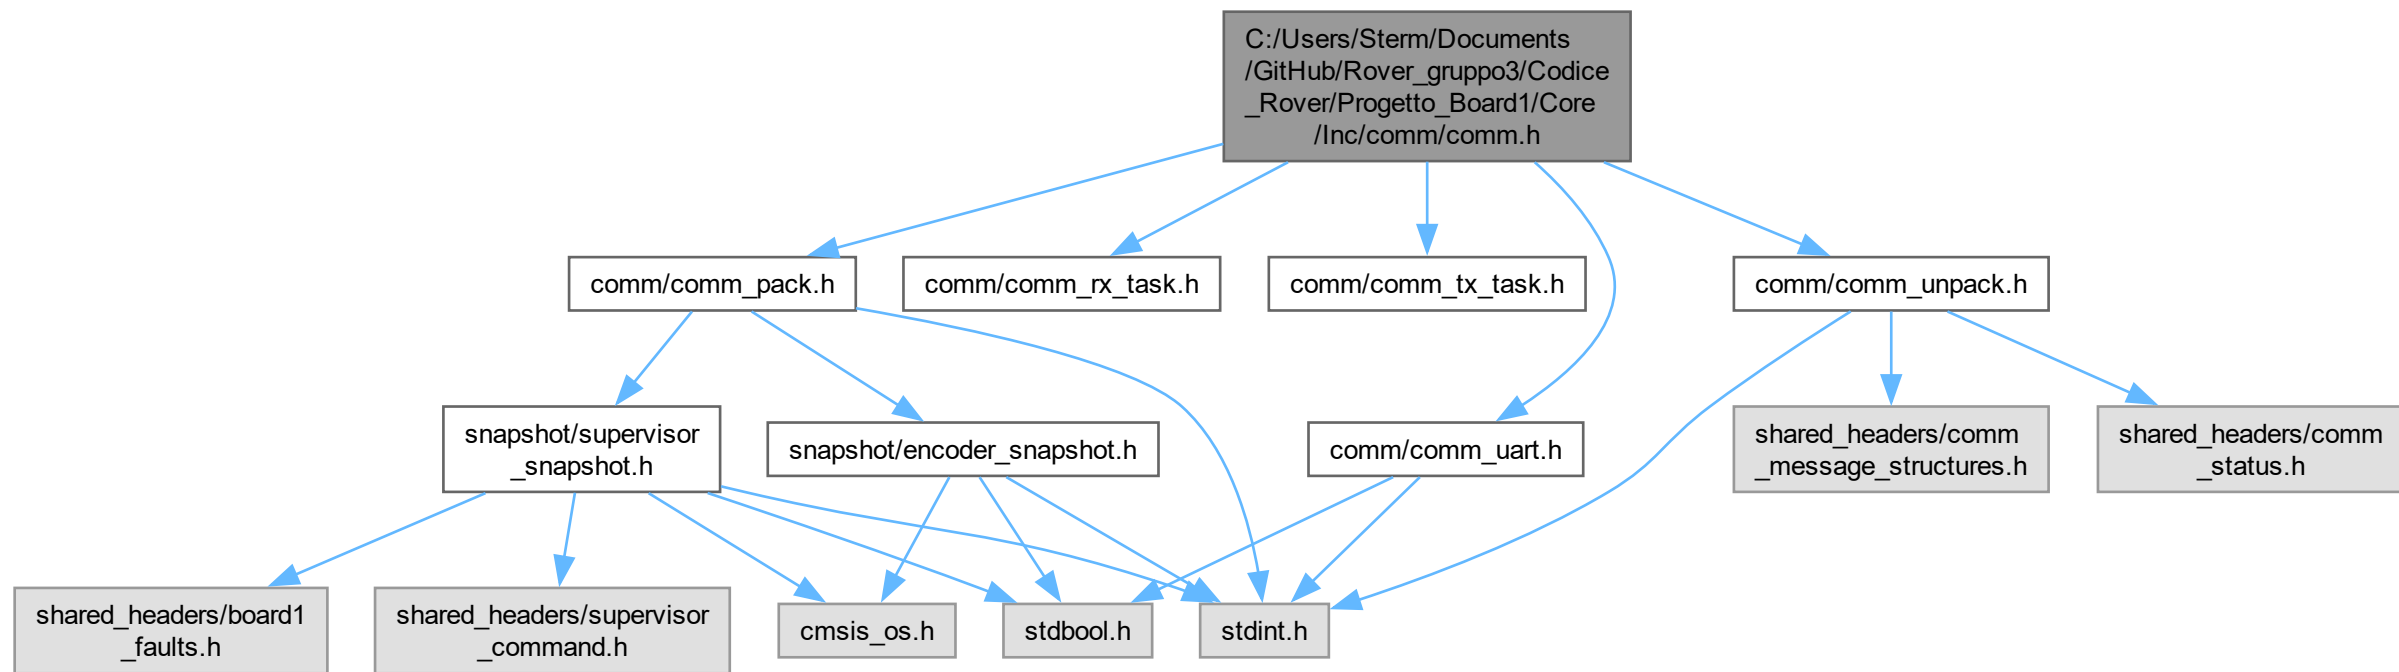 C:/Users/Sterm/Documents
/GitHub/Rover_gruppo3/Codice
_Rover/Progetto_Board1/Core
/Inc/comm/comm.h
comm/comm_pack.h
comm/comm_rx_task.h
comm/comm_tx_task.h
comm/comm_unpack.h
snapshot/supervisor
_snapshot.h
snapshot/encoder_snapshot.h
comm/comm_uart.h
shared_headers/comm
_message_structures.h
shared_headers/comm
_status.h
shared_headers/board1
_faults.h
shared_headers/supervisor
_command.h
cmsis_os.h
stdbool.h
stdint.h